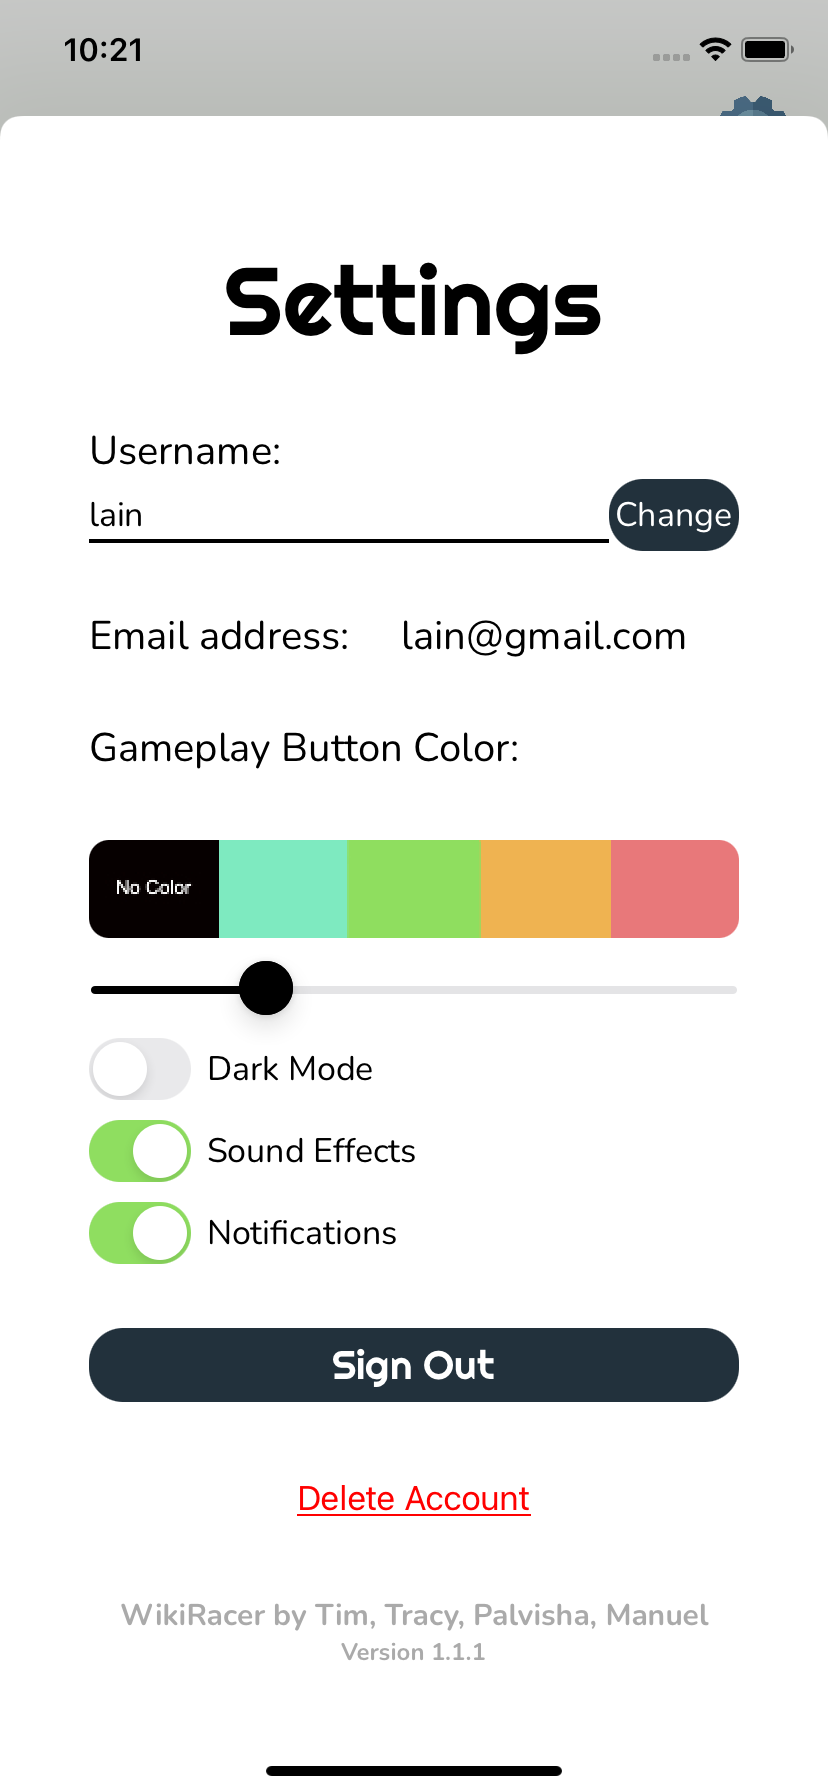 10:21
Settings
Username:
lain
Change
Email address: lain@gmail.com
Gameplay Button Color:
No Color
Dark Mode
Sound Effects
Notifications
Sign Out
Delete Account
WikiRacer by Tim, Tracy, Palvisha, Manuel
Version 1.1.1